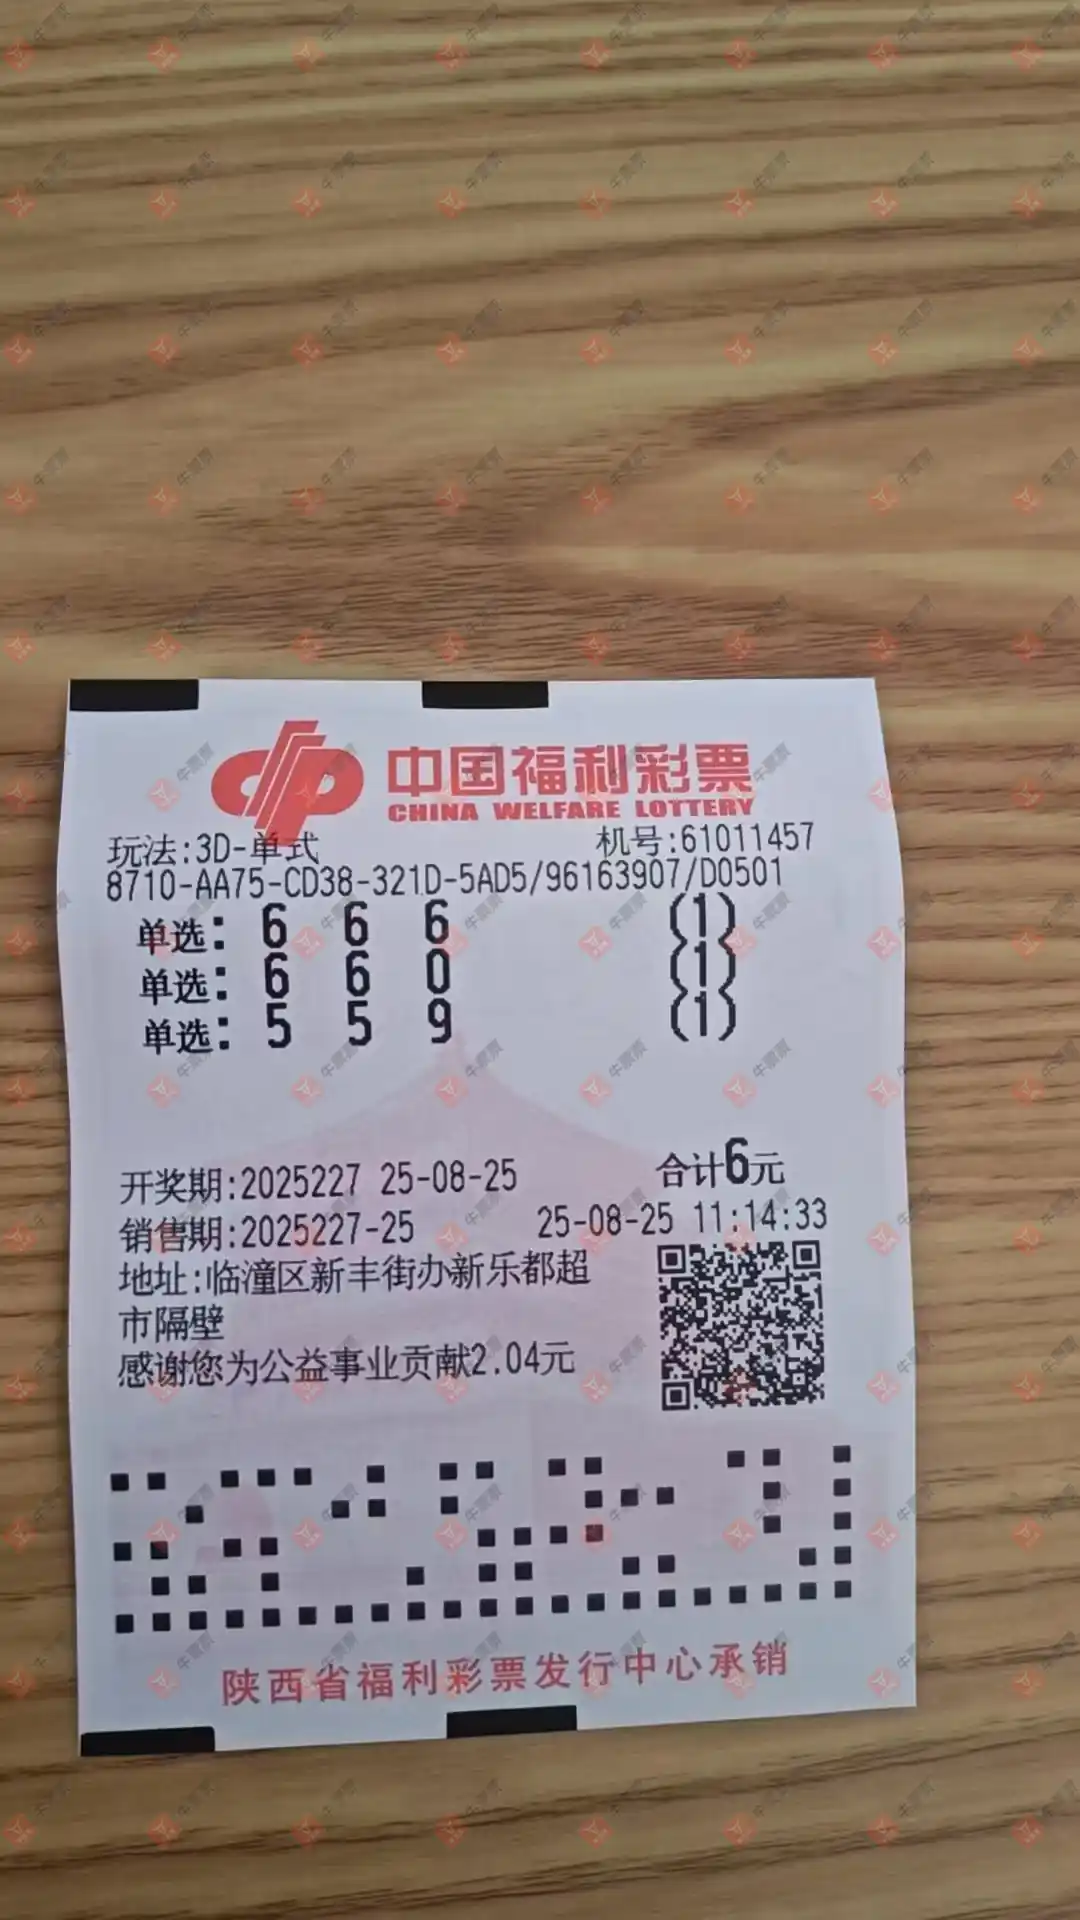 中国福利彩票
CHINA WELFARE LOTTERY
玩法:3D-单式 机号:61011457
8710-AA75-CD38-321D-5AD5/96163907/D0501
单选: 6 6 6 (1)
单选: 6 6 0 (1)
单选: 5 5 9 (1)
开奖期:2025227 25-08-25 合计6元
销售期:2025227-25 25-08-25 11:14:33
地址:临潼区新丰街办新乐都超
市隔壁
感谢您为公益事业贡献2.04元
陕西省福利彩票发行中心承销